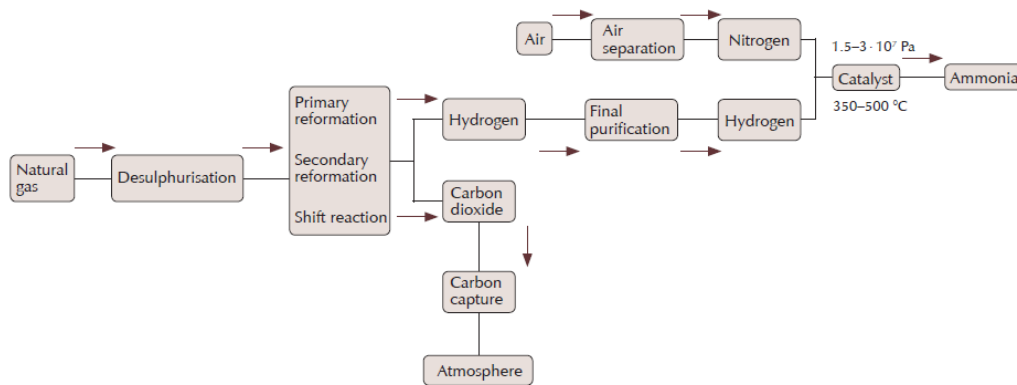 Air
Air
separation
Nitrogen
1.5–3 · 10⁷ Pa
Catalyst
350–500 °C
Ammonia
Primary
reformation
Secondary
reformation
Shift reaction
Hydrogen
Final
purification
Hydrogen
Natural
gas
Desulphurisation
Carbon
dioxide
Carbon
capture
Atmosphere